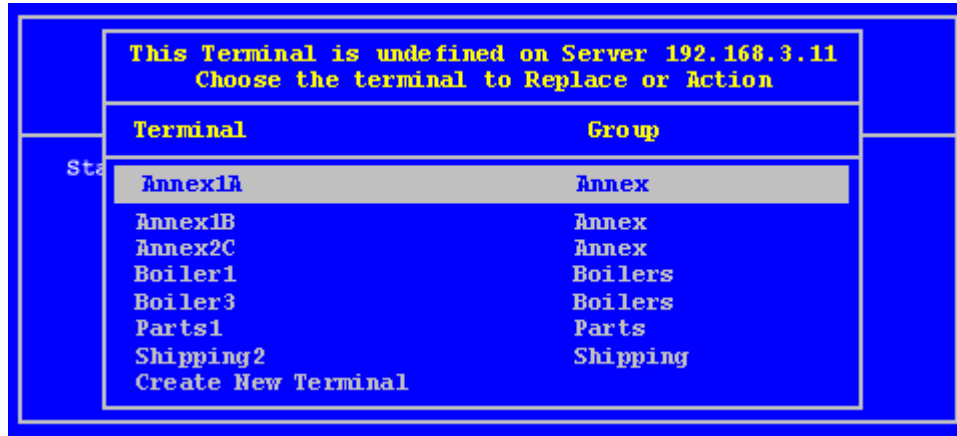 This Terminal is undefined on Server 192.168.3.11
Choose the terminal to Replace or Action
Terminal Group
Sta
Annex1A Annex
Annex1B Annex
Annex2C Annex
Boiler1 Boilers
Boiler3 Boilers
Parts1 Parts
Shipping2 Shipping
Create New Terminal